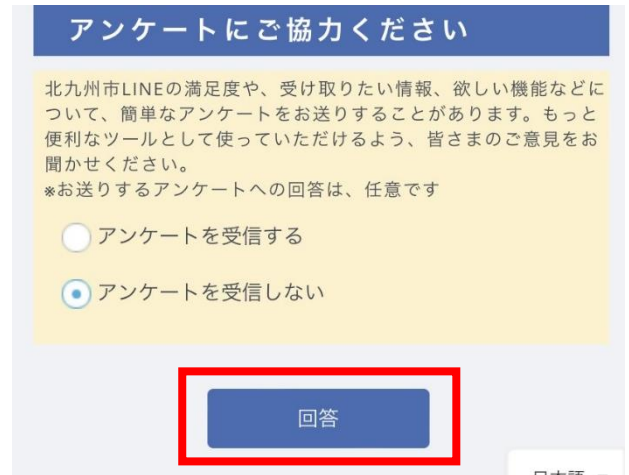 アンケートにご協力ください
北九州市LINEの満足度や、受け取りたい情報、欲しい機能などに
ついて、簡単なアンケートをお送りすることがあります。もっと
便利なツールとして使っていただけるよう、皆さまのご意見をお
聞かせください。
※お送りするアンケートへの回答は、任意です
アンケートを受信する
アンケートを受信しない
回答